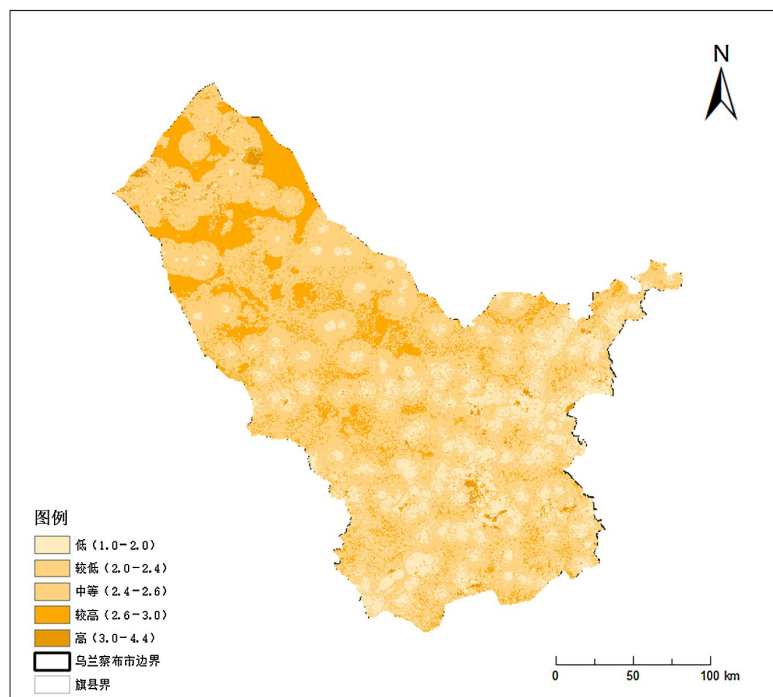 N
图例
低（1.0-2.0）
较低（2.0-2.4）
中等（2.4-2.6）
较高（2.6-3.0）
高（3.0-4.4）
乌兰察布市边界
旗县界
0 50 100 km